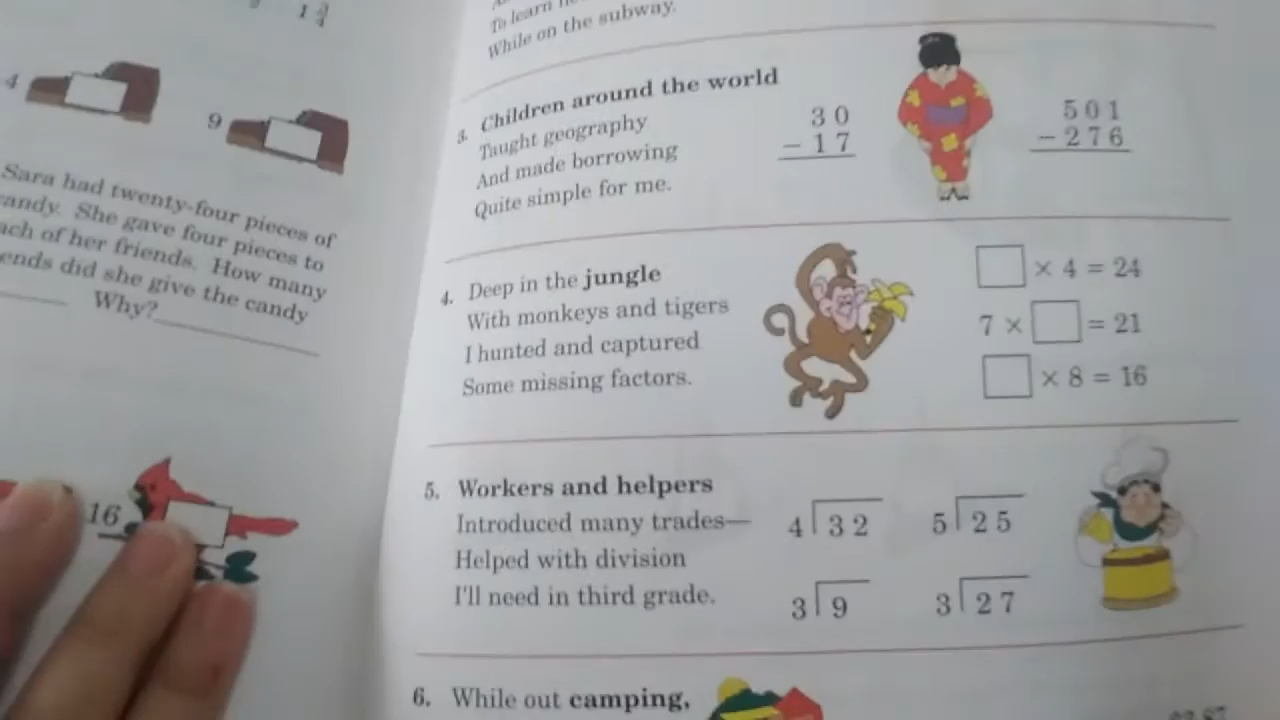 1 3/4
4
9
Sara had twenty-four pieces of
She gave four pieces to
of her friends. How many
did she give the candy
Why?
16
To learn
While on the subway.
3. Children around the world
Taught geography
And made borrowing
Quite simple for me.
30
- 17
501
- 276
4. Deep in the jungle
With monkeys and tigers
I hunted and captured
Some missing factors.
□ × 4 = 24
7 × □ = 21
□ × 8 = 16
5. Workers and helpers
Introduced many trades—
Helped with division
I'll need in third grade.
4⟌32
5⟌25
3⟌9
3⟌27
6. While out camping,